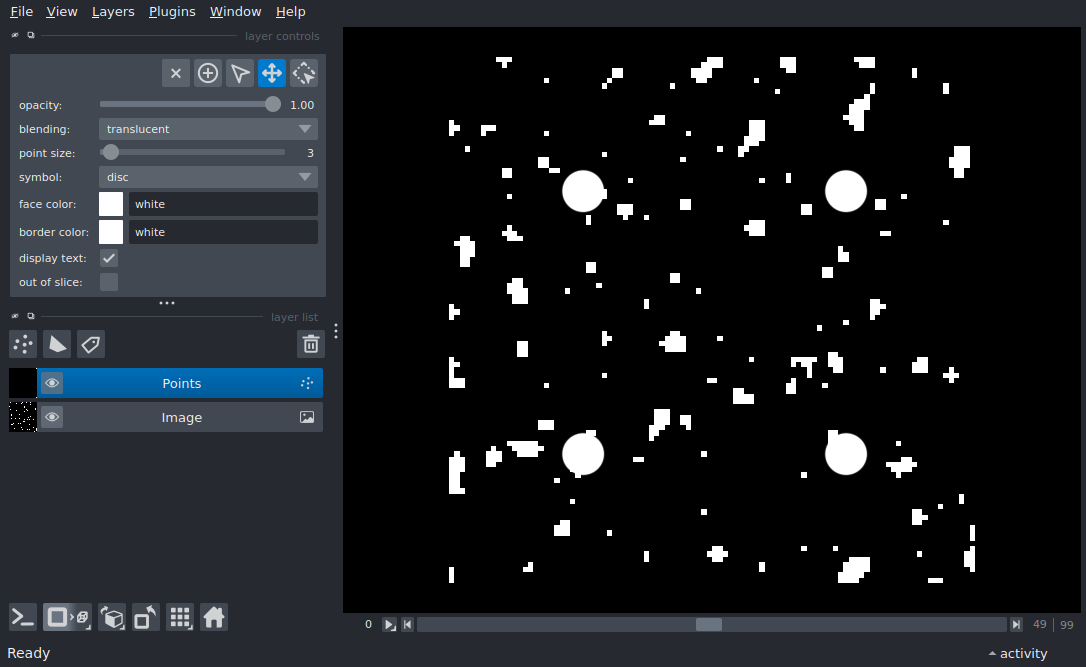 File View Layers Plugins Window Help
layer controls
opacity: 1.00
blending: translucent
point size: 3
symbol: disc
face color: white
border color: white
display text:
out of slice:
layer list
Points
Image
0 49 99
Ready activity